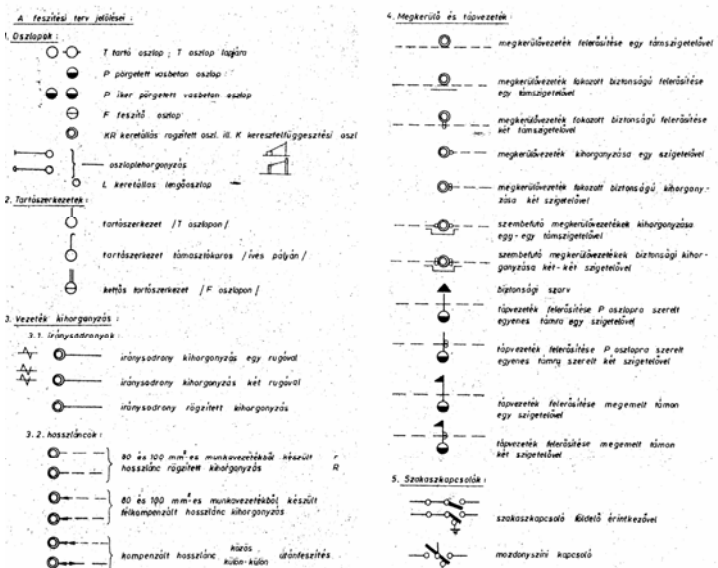 A feszítési terv jelölései :
1. Oszlopok :
T tartó oszlop ; T oszlop lapjára
P pörgetett vasbeton oszlop :
P iker pörgetett vasbeton oszlop
F feszítő oszlop
KR keretállás rögzített oszl. ill. K keresztfelfüggesztési oszl
oszloplehorgonyzás
L keretállás lengőoszlop
2. Tartószerkezetek :
tartószerkezet /T oszlopon/
tartószerkezet támasztókaros /íves pályán/
kettős tartószerkezet /F oszlopon/
3. Vezeték kihorgonyzás :
3.1. iránysodronyok :
iránysodrony kihorgonyzás egy rugóval
iránysodrony kihorgonyzás két rugóval
iránysodrony rögzített kihorgonyzás
3.2. hosszláncok :
80 és 100 mm²-es munkavezetékből készült
hosszlánc rögzített kihorgonyzás R
80 és 100 mm²-es munkavezetékből készült
félkompenzált hosszlánc kihorgonyzás
kompenzált hosszlánc közös
külön-külön utánfeszítés
4. Megkerülő és tápvezeték :
megkerülővezeték felerősítése egy támszigetelővel
megkerülővezeték fokozott biztonságú felerősítése
egy támszigetelővel
megkerülővezeték fokozott biztonságú felerősítése
két támszigetelővel
megkerülővezeték kihorgonyzása egy szigetelővel
megkerülővezeték fokozott biztonságú kihorgony-
zása két szigetelővel
szembefutó megkerülővezetékek kihorgonyzása
egy-egy támszigetelővel
szembefutó megkerülővezetékek biztonsági kihor-
gonyzása két-két szigetelővel
biztonsági szarv
tápvezeték felerősítése P oszlopra szerelt
egyenes támra egy szigetelővel
tápvezeték felerősítése P oszlopra szerelt
egyenes támra szerelt két szigetelővel
tápvezeték felerősítése megemelt támon
egy szigetelővel
tápvezeték felerősítése megemelt támon
két szigetelővel
5. Szakaszkapcsolók :
szakaszkapcsoló földelő érintkezővel
mozdonyszíni kapcsoló